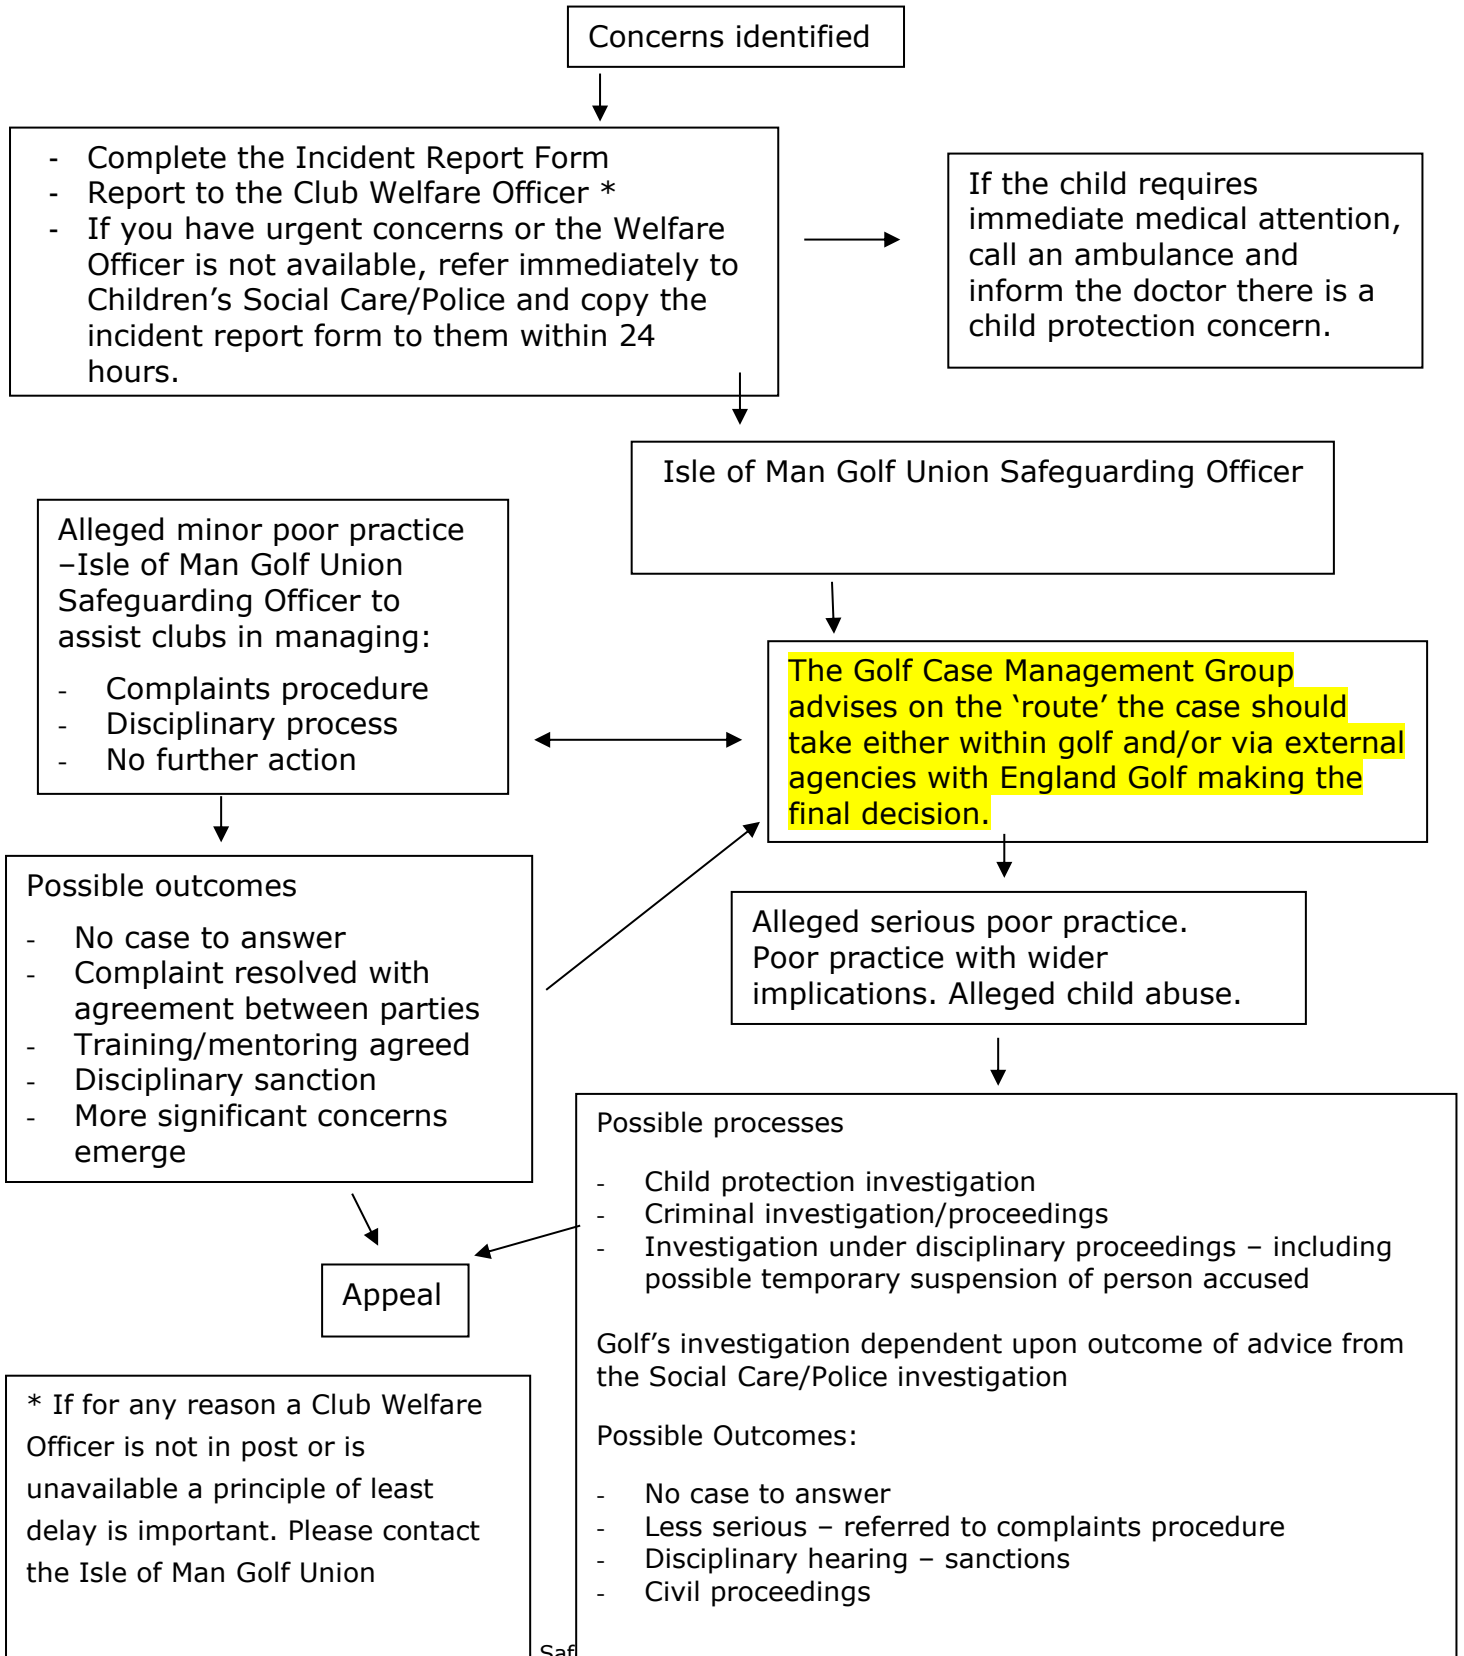 Concerns identified
- Complete the Incident Report Form
- Report to the Club Welfare Officer *
- If you have urgent concerns or the Welfare
Officer is not available, refer immediately to
Children’s Social Care/Police and copy the
incident report form to them within 24
hours.
If the child requires
immediate medical attention,
call an ambulance and
inform the doctor there is a
child protection concern.
Isle of Man Golf Union Safeguarding Officer
Alleged minor poor practice
–Isle of Man Golf Union
Safeguarding Officer to
assist clubs in managing:
- Complaints procedure
- Disciplinary process
- No further action
The Golf Case Management Group
advises on the ‘route’ the case should
take either within golf and/or via external
agencies with England Golf making the
final decision.
Possible outcomes
- No case to answer
- Complaint resolved with
agreement between parties
- Training/mentoring agreed
- Disciplinary sanction
- More significant concerns
emerge
Alleged serious poor practice.
Poor practice with wider
implications. Alleged child abuse.
Possible processes
- Child protection investigation
- Criminal investigation/proceedings
- Investigation under disciplinary proceedings – including
possible temporary suspension of person accused
Golf’s investigation dependent upon outcome of advice from
the Social Care/Police investigation
Possible Outcomes:
- No case to answer
- Less serious – referred to complaints procedure
- Disciplinary hearing – sanctions
- Civil proceedings
Appeal
* If for any reason a Club Welfare
Officer is not in post or is
unavailable a principle of least
delay is important. Please contact
the Isle of Man Golf Union